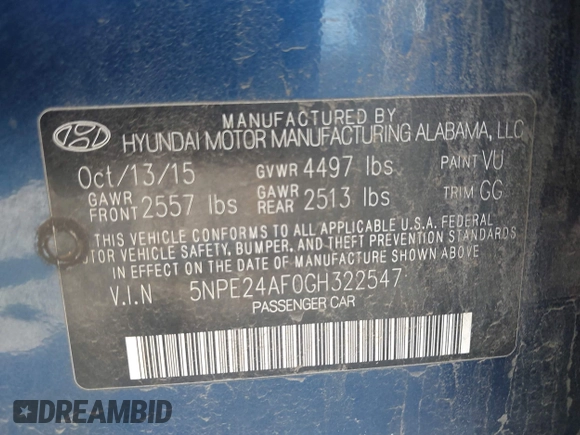 MANUFACTURED BY
HYUNDAI MOTOR MANUFACTURING ALABAMA, LLC
Oct/13/15 GVWR 4497 lbs PAINT VU
GAWR FRONT 2557 lbs GAWR REAR 2513 lbs TRIM GG
THIS VEHICLE CONFORMS TO ALL APPLICABLE U.S.A. FEDERAL
OTOR VEHICLE SAFETY, BUMPER, AND THEFT PREVENTION STANDARDS
IN EFFECT ON THE DATE OF MANUFACTURE SHOWN ABOVE
V.I.N 5NPE24AF0GH322547
PASSENGER CAR
DREAMBID